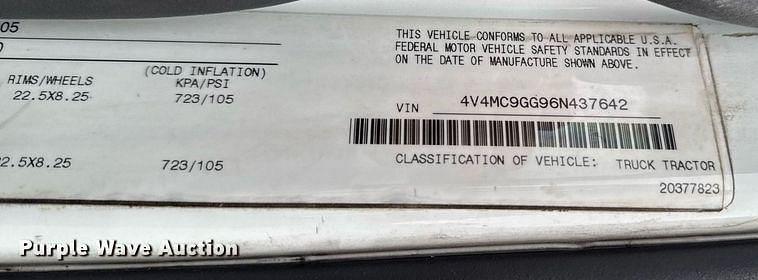 05
0
RIMS/WHEELS
22.5X8.25
(COLD INFLATION)
KPA/PSI
723/105
2.5X8.25
723/105
THIS VEHICLE CONFORMS TO ALL APPLICABLE U.S.A.
FEDERAL MOTOR VEHICLE SAFETY STANDARDS IN EFFECT
ON THE DATE OF MANUFACTURE SHOWN ABOVE.
VIN 4V4MC9GG96N437642
CLASSIFICATION OF VEHICLE: TRUCK TRACTOR
20377823
Purple Wave Auction